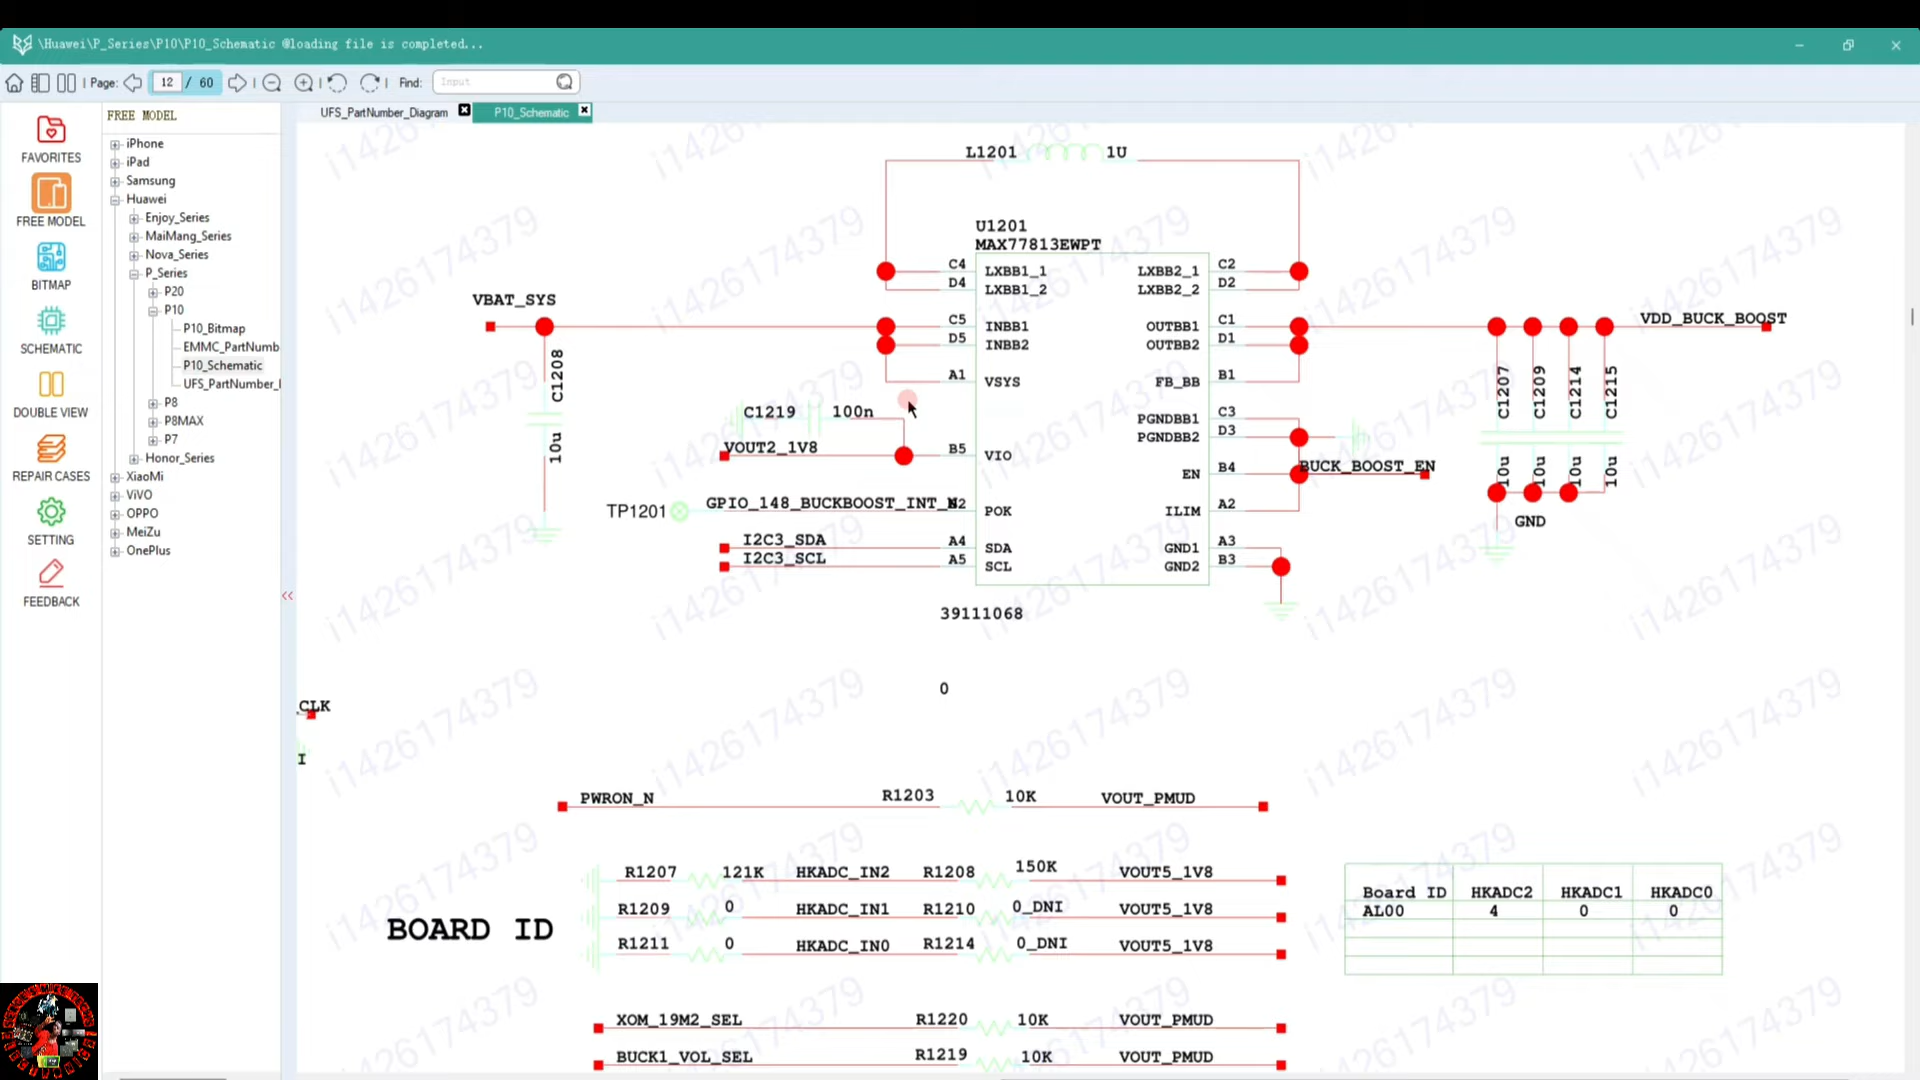 \Huawei\P_Series\P10\P10_Schematic @loading file is completed...
Page: 12 / 60 Find: Input
FREE MODEL
UFS_PartNumber_Diagram
P10_Schematic
FAVORITES
FREE MODEL
BITMAP
SCHEMATIC
DOUBLE VIEW
REPAIR CASES
SETTING
FEEDBACK
iPhone
iPad
Samsung
Huawei
Enjoy_Series
MaiMang_Series
Nova_Series
P_Series
P20
P10
P10_Bitmap
EMMC_PartNumb
P10_Schematic
UFS_PartNumber_
P8
P8MAX
P7
Honor_Series
XiaoMi
ViVO
OPPO
MeiZu
OnePlus
L1201 1U
U1201
MAX77813EWPT
C4 LXBB1_1 LXBB2_1 C2
D4 LXBB1_2 LXBB2_2 D2
VBAT_SYS
C5 INBB1 OUTBB1 C1
VDD_BUCK_BOOST
D5 INBB2 OUTBB2 D1
A1 VSYS FB_BB B1
C1208
10u
C1219 100n
PGNDBB1 C3
PGNDBB2 D3
VOUT2_1V8
B5 VIO
EN B4 BUCK_BOOST_EN
TP1201 GPIO_148_BUCKBOOST_INT_N
POK ILIM A2
I2C3_SDA A4 SDA GND1 A3
I2C3_SCL A5 SCL GND2 B3
C1207
C1209
C1214
C1215
10u
10u
10u
10u
GND
39111068
0
_CLK
I
PWRON_N R1203 10K VOUT_PMUD
BOARD ID
R1207 121K HKADC_IN2 R1208 150K VOUT5_1V8
R1209 0 HKADC_IN1 R1210 0_DNI VOUT5_1V8
R1211 0 HKADC_IN0 R1214 0_DNI VOUT5_1V8
Board ID HKADC2 HKADC1 HKADC0
AL00 4 0 0
XOM_19M2_SEL R1220 10K VOUT_PMUD
BUCK1_VOL_SEL R1219 10K VOUT_PMUD
i1426174379